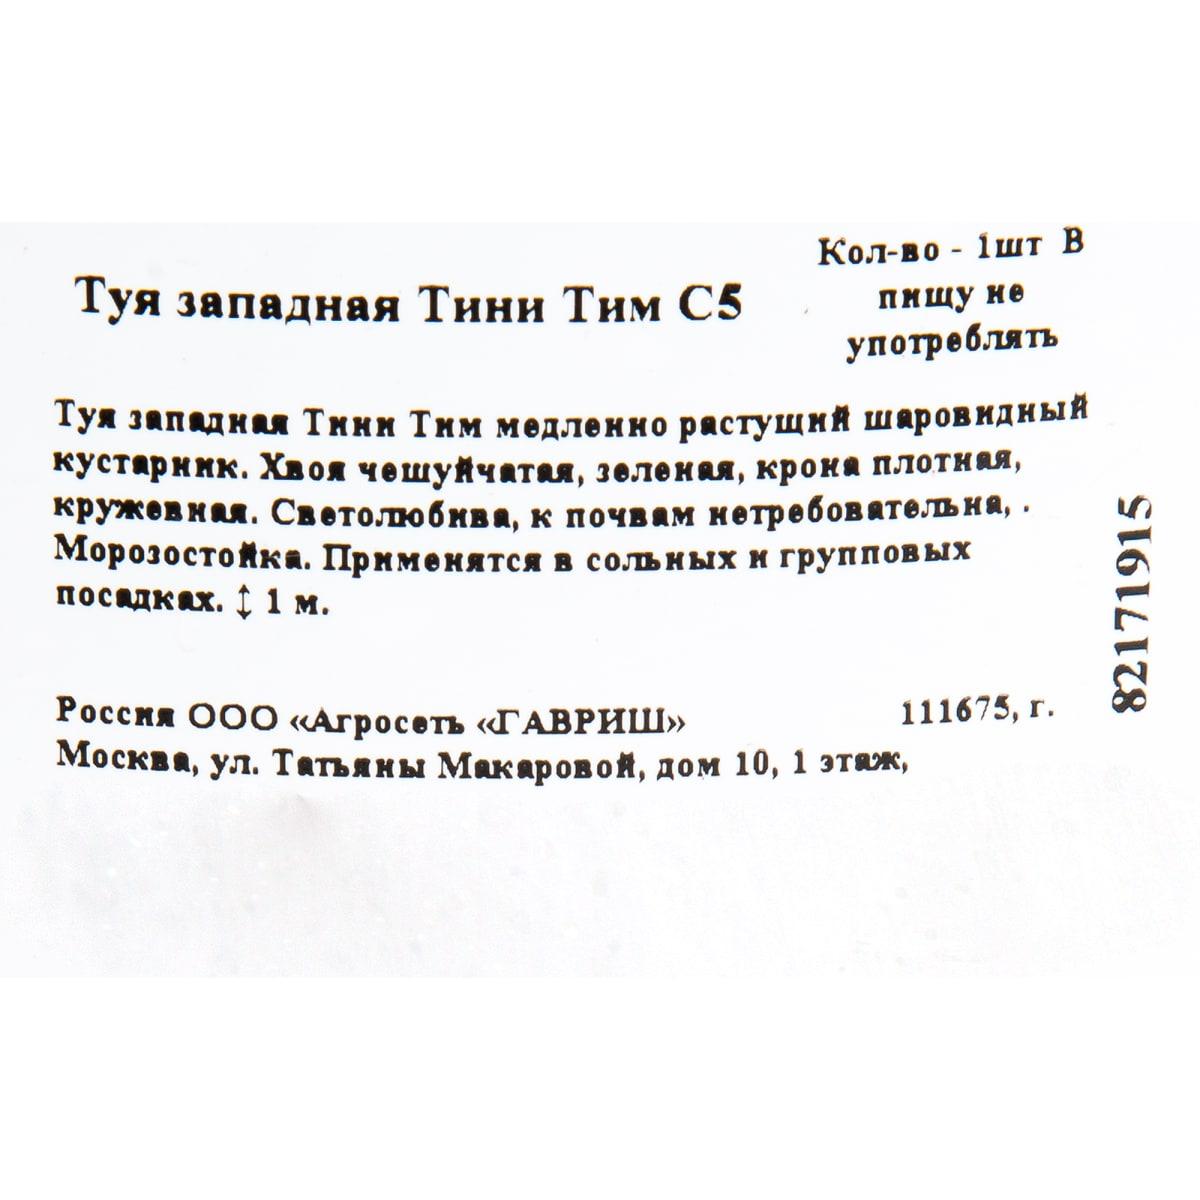 Туя западная Тини Тим С5
Кол-во - 1шт В
пищу не
употреблять
Туя западная Тини Тим медленно растущий шаровидный
кустарник. Хвоя чешуйчатая, зеленая, крона плотная,
кружевная. Светолюбива, к почвам нетребовательна, .
Морозостойка. Применятся в сольных и групповых
посадках. ↕ 1 м.
Россия ООО «Агросеть «ГАВРИШ» 111675, г.
Москва, ул. Татьяны Макаровой, дом 10, 1 этаж,
82171915